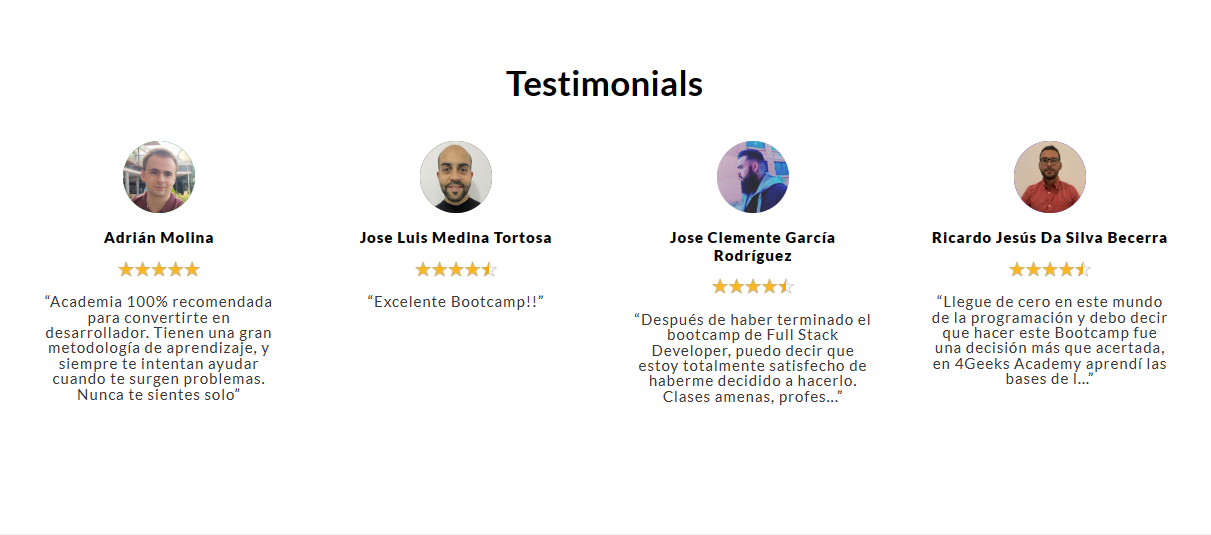 Testimonials
Adrián Molina
“Academia 100% recomendada
para convertirte en
desarrollador. Tienen una gran
metodología de aprendizaje, y
siempre te intentan ayudar
cuando te surgen problemas.
Nunca te sientes solo”
Jose Luis Medina Tortosa
“Excelente Bootcamp!!”
Jose Clemente García
Rodríguez
“Después de haber terminado el
bootcamp de Full Stack
Developer, puedo decir que
estoy totalmente satisfecho de
haberme decidido a hacerlo.
Clases amenas, profes...”
Ricardo Jesús Da Silva Becerra
“Llegue de cero en este mundo
de la programación y debo decir
que hacer este Bootcamp fue
una decisión más que acertada,
en 4Geeks Academy aprendí las
bases de l...”